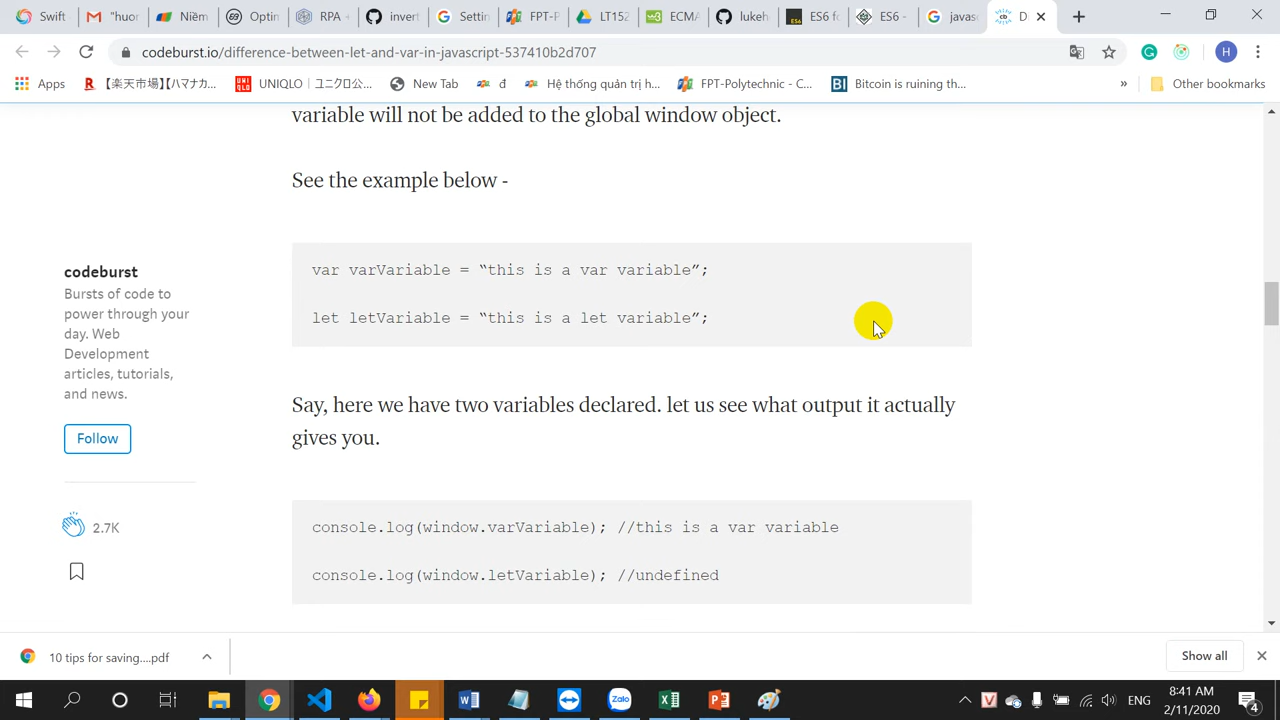 Swift
"huon
Niềm
Optin
RPA -
invert
Settin
FPT-P
LT152
ECMA
lukeh
ES6 fo
ES6 -
javas
D
codeburst.io/difference-between-let-and-var-in-javascript-537410b2d707
H
Apps
【楽天市場】【ハマナカ...
UNIQLO｜ユニクロ公...
New Tab
đ
Hệ thống quản trị h...
FPT-Polytechnic - C...
BI
Bitcoin is ruining th...
»
Other bookmarks
variable will not be added to the global window object.
See the example below -
var varVariable = “this is a var variable”;
let letVariable = “this is a let variable”;
codeburst
Bursts of code to
power through your
day. Web
Development
articles, tutorials,
and news.
Follow
2.7K
Say, here we have two variables declared. let us see what output it actually
gives you.
console.log(window.varVariable); //this is a var variable
console.log(window.letVariable); //undefined
10 tips for saving....pdf
Show all
Zalo
ENG
8:41 AM
2/11/2020
4